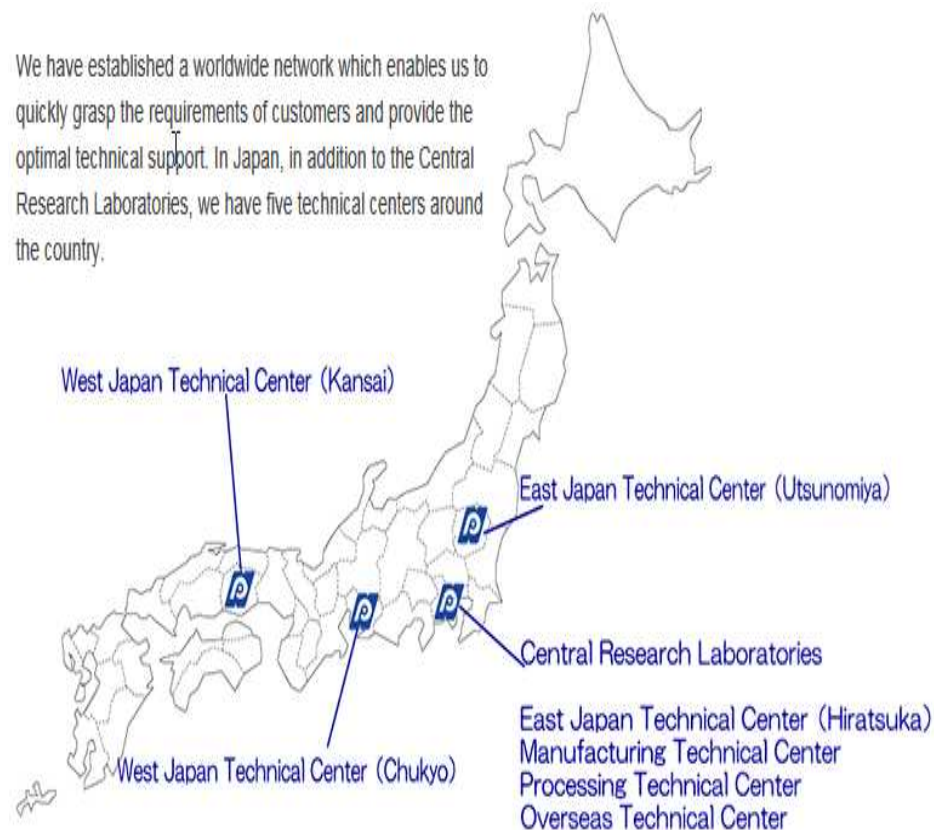 We have established a worldwide network which enables us to
quickly grasp the requirements of customers and provide the
optimal technical support. In Japan, in addition to the Central
Research Laboratories, we have five technical centers around
the country.
West Japan Technical Center (Kansai)
East Japan Technical Center (Utsunomiya)
Central Research Laboratories
East Japan Technical Center (Hiratsuka)
Manufacturing Technical Center
Processing Technical Center
Overseas Technical Center
West Japan Technical Center (Chukyo)